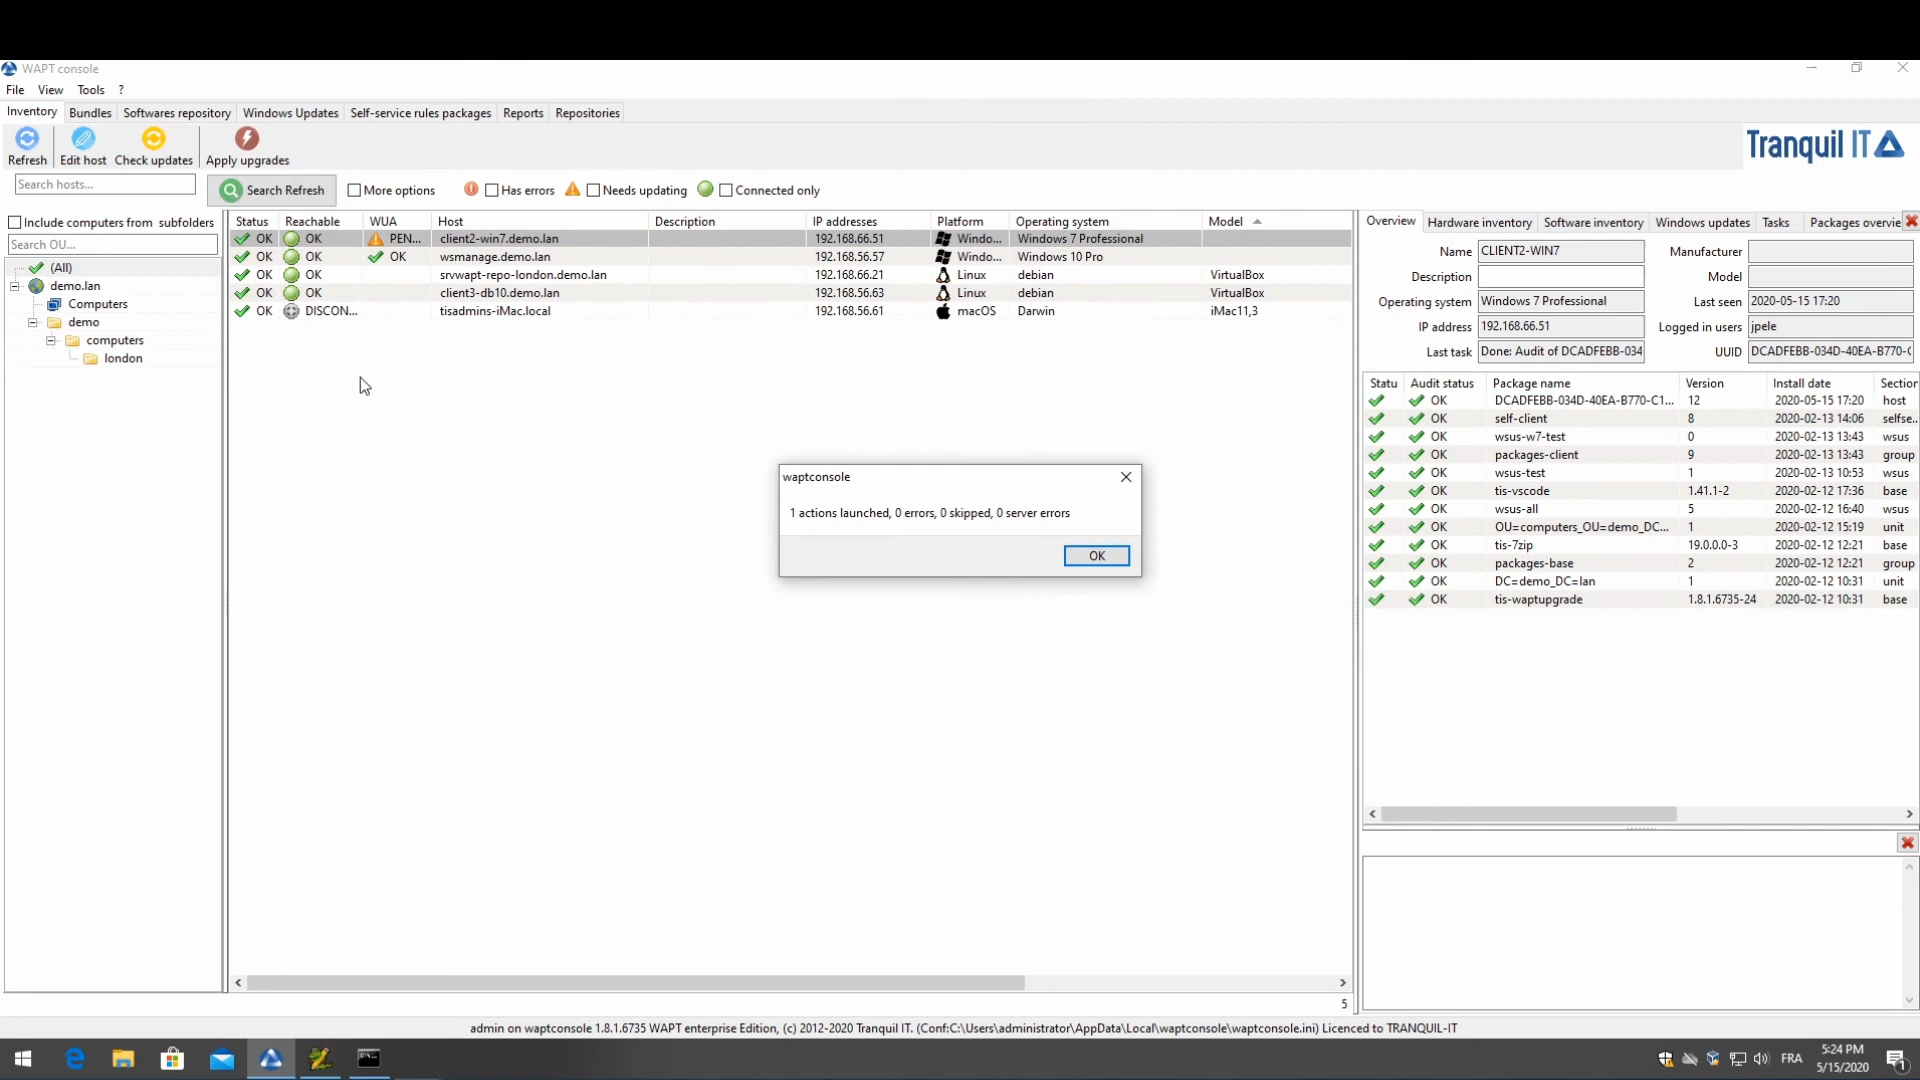 WAPT console
File View Tools ?
Inventory Bundles Softwares repository Windows Updates Self-service rules packages Reports Repositories
Refresh Edit host Check updates Apply upgrades
Tranquil IT
Search hosts...
Search Refresh More options Has errors Needs updating Connected only
Include computers from subfolders
Search OU...
(All)
demo.lan
Computers
demo
computers
london
Status Reachable WUA Host Description IP addresses Platform Operating system Model
OK OK PEN... client2-win7.demo.lan 192.168.66.51 Windo... Windows 7 Professional
OK OK OK wsmanage.demo.lan 192.168.56.57 Windo... Windows 10 Pro
OK OK srvwapt-repo-london.demo.lan 192.168.66.21 Linux debian VirtualBox
OK OK client3-db10.demo.lan 192.168.56.63 Linux debian VirtualBox
OK DISCON... tisadmins-iMac.local 192.168.56.61 macOS Darwin iMac11,3
waptconsole
1 actions launched, 0 errors, 0 skipped, 0 server errors
OK
5
Overview Hardware inventory Software inventory Windows updates Tasks Packages overvie
Name CLIENT2-WIN7 Manufacturer
Description Model
Operating system Windows 7 Professional Last seen 2020-05-15 17:20
IP address 192.168.66.51 Logged in users jpele
Last task Done: Audit of DCADFEBB-034 UUID DCADFEBB-034D-40EA-B770-(
Statu Audit status Package name Version Install date Section
OK DCADFEBB-034D-40EA-B770-C1... 12 2020-05-15 17:20 host
OK self-client 8 2020-02-13 14:06 selfse..
OK wsus-w7-test 0 2020-02-13 13:43 wsus
OK packages-client 9 2020-02-13 13:43 group
OK wsus-test 1 2020-02-13 10:53 wsus
OK tis-vscode 1.41.1-2 2020-02-12 17:36 base
OK wsus-all 5 2020-02-12 16:40 wsus
OK OU=computers_OU=demo_DC... 1 2020-02-12 15:19 unit
OK tis-7zip 19.0.0.0-3 2020-02-12 12:21 base
OK packages-base 2 2020-02-12 12:21 group
OK DC=demo_DC=lan 1 2020-02-12 10:31 unit
OK tis-waptupgrade 1.8.1.6735-24 2020-02-12 10:31 base
admin on waptconsole 1.8.1.6735 WAPT enterprise Edition, (c) 2012-2020 Tranquil IT. (Conf:C:\Users\administrator\AppData\Local\waptconsole\waptconsole.ini) Licenced to TRANQUIL-IT
FRA
5:24 PM
5/15/2020
1